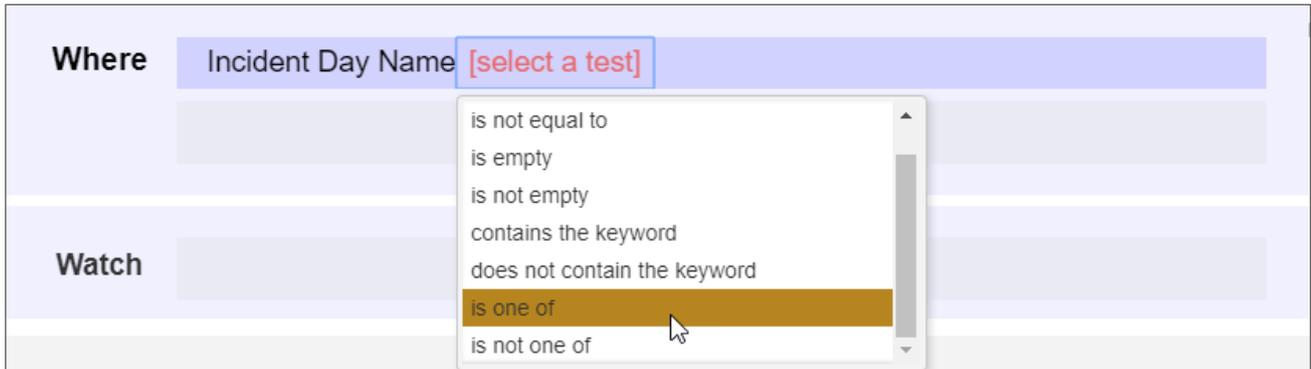 Where Incident Day Name [select a test]
is not equal to
is empty
is not empty
contains the keyword
does not contain the keyword
Watch
is one of
is not one of